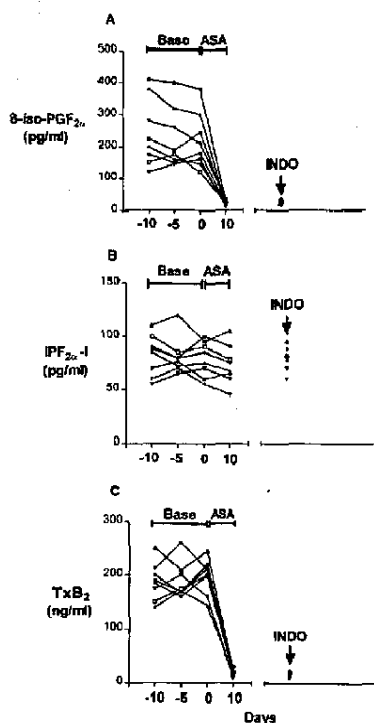 A
Base ASA
500
400
300
200
100
0
8-iso-PGF2α
(pg/ml)
INDO
-10 -5 0 10
B
150
100
50
0
Base ASA
IPF2α-I
(pg/ml)
INDO
-10 -5 0 10
C
300
200
100
0
Base ASA
TxB2
(ng/ml)
INDO
-10 -5 0 10
Days